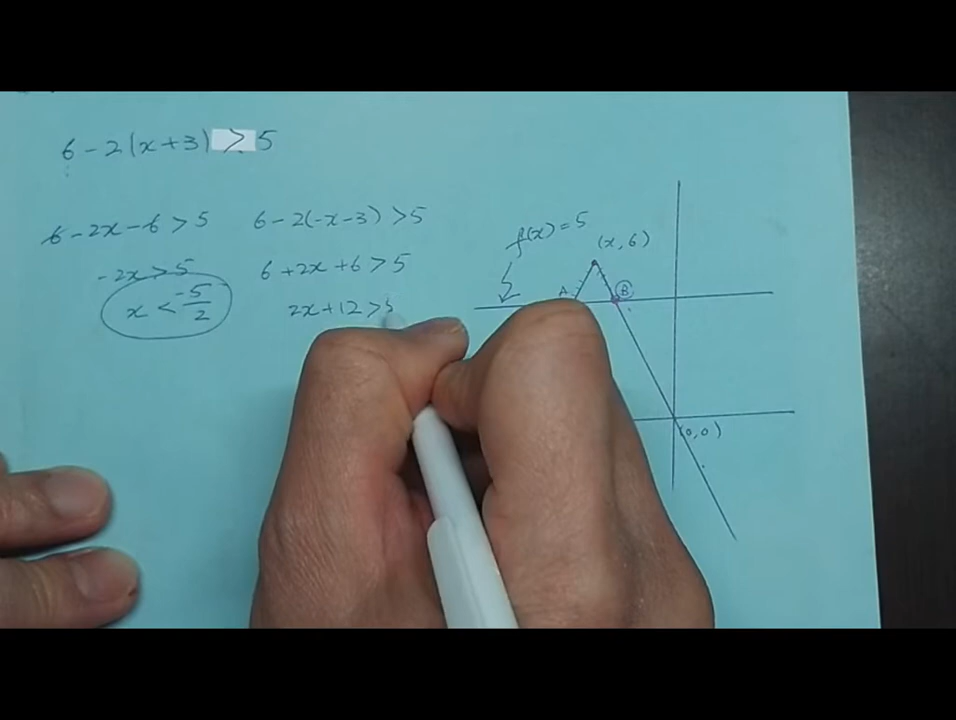 6 - 2(x+3) > 5
6 - 2x - 6 > 5
-2x > 5
x < -5/2
6 - 2(-x-3) > 5
6 + 2x + 6 > 5
2x + 12 > 5
f(x) = 5
(x, 6)
A
B
(0,0)